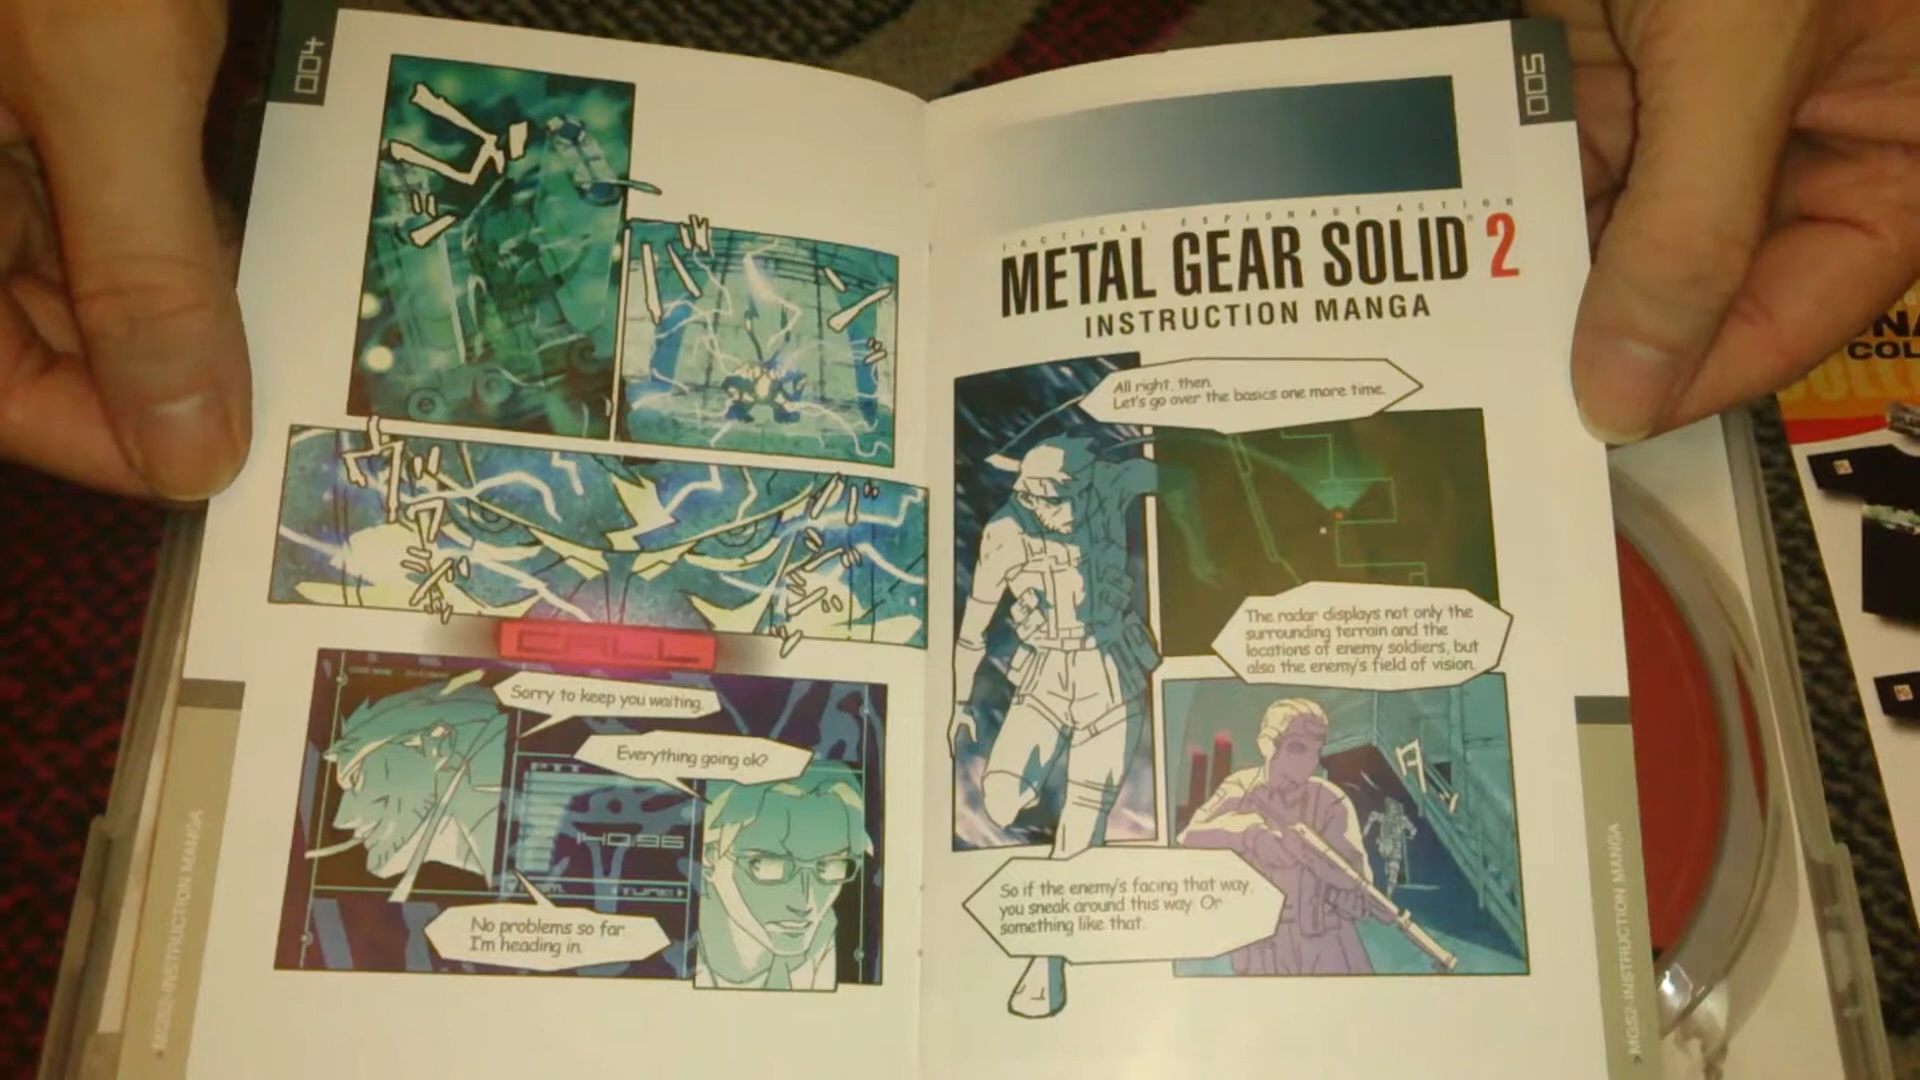 004
CALL
Sorry to keep you waiting.
Everything going ok?
PTT
140.96
TUNE
No problems so far
I'm heading in.
MGS2-INSTRUCTION MANGA
005
TACTICAL ESPIONAGE ACTION
METAL GEAR SOLID® 2
INSTRUCTION MANGA
All right, then.
Let's go over the basics one more time.
The radar displays not only the
surrounding terrain and the
locations of enemy soldiers, but
also the enemy's field of vision.
So if the enemy's facing that way,
you sneak around this way. Or
something like that.
MGS2-INSTRUCTION MANGA
COL